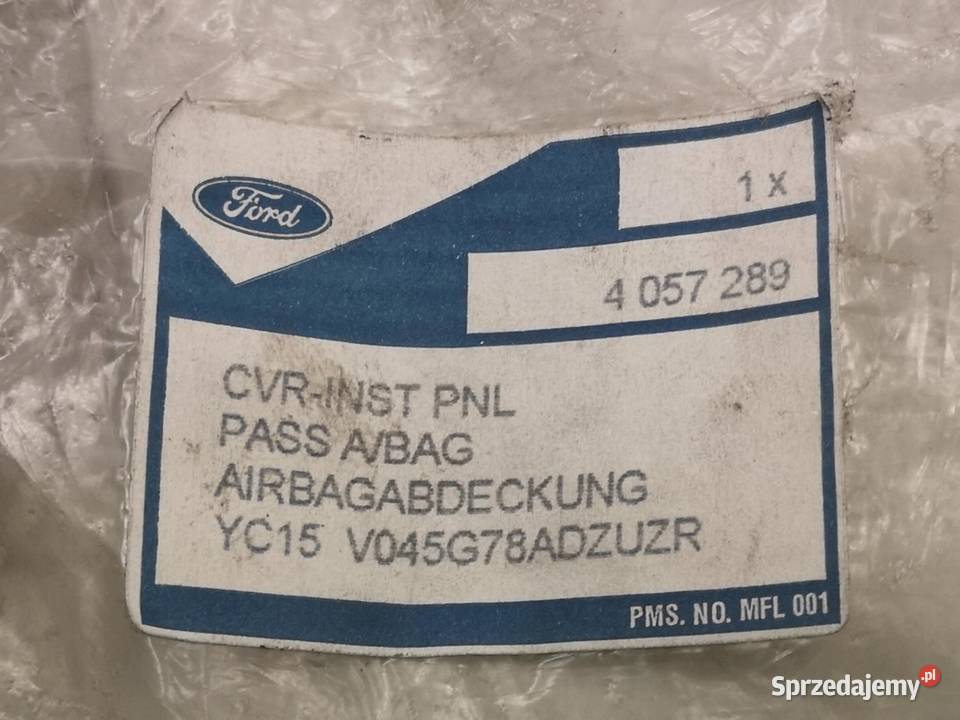 Ford
1 x
4 057 289
CVR-INST PNL
PASS A/BAG
AIRBAGABDECKUNG
YC15 V045G78ADZUZR
PMS. NO. MFL 001
Sprzedajemy.pl